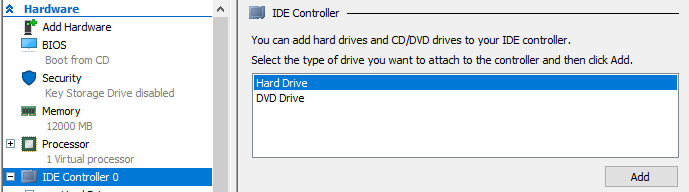 Hardware
Add Hardware
BIOS
Boot from CD
Security
Key Storage Drive disabled
Memory
12000 MB
Processor
1 Virtual processor
IDE Controller 0
IDE Controller
You can add hard drives and CD/DVD drives to your IDE controller.
Select the type of drive you want to attach to the controller and then click Add.
Hard Drive
DVD Drive
Add